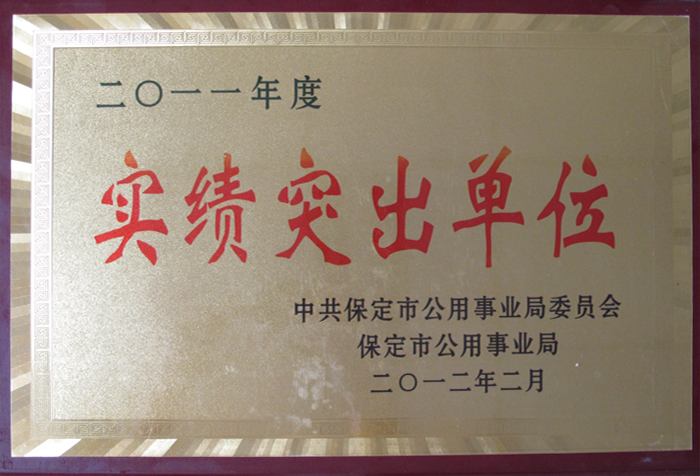 二〇一一年度
实绩突出单位
中共保定市公用事业局委员会
保定市公用事业局
二〇一二年二月